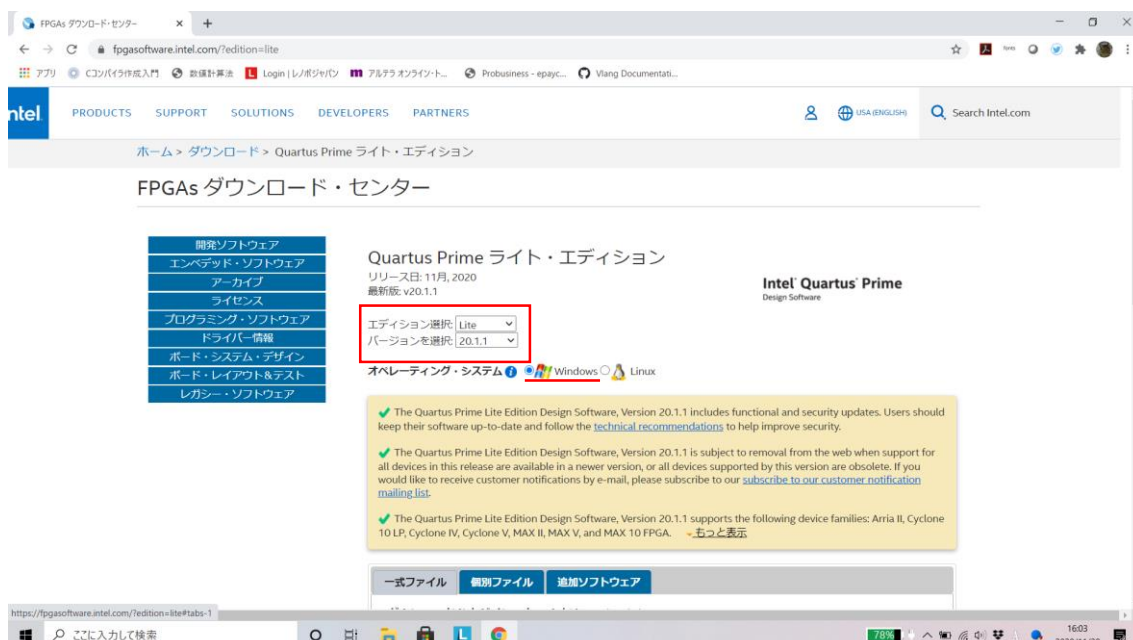 FPGAs ダウンロード・センター
fpgasoftware.intel.com/?edition=lite
アプリ Cコンパイラ作成入門 数値計算法 Login | レノボジャパン アルテラ オンライン・ト... Probusiness - epayc... Vlang Documentati...
ntel. PRODUCTS SUPPORT SOLUTIONS DEVELOPERS PARTNERS USA (ENGLISH) Search Intel.com
ホーム > ダウンロード > Quartus Prime ライト・エディション
FPGAs ダウンロード・センター
開発ソフトウェア
エンベデッド・ソフトウェア
アーカイブ
ライセンス
プログラミング・ソフトウェア
ドライバー情報
ボード・システム・デザイン
ボード・レイアウト&テスト
レガシー・ソフトウェア
Quartus Prime ライト・エディション
リリース日: 11月, 2020
最新版: v20.1.1
Intel® Quartus® Prime
Design Software
エディション選択: Lite
バージョンを選択: 20.1.1
オペレーティング・システム Windows Linux
The Quartus Prime Lite Edition Design Software, Version 20.1.1 includes functional and security updates. Users should
keep their software up-to-date and follow the technical recommendations to help improve security.
The Quartus Prime Lite Edition Design Software, Version 20.1.1 is subject to removal from the web when support for
all devices in this release are available in a newer version, or all devices supported by this version are obsolete. If you
would like to receive customer notifications by e-mail, please subscribe to our subscribe to our customer notification
mailing list.
The Quartus Prime Lite Edition Design Software, Version 20.1.1 supports the following device families: Arria II, Cyclone
10 LP, Cyclone IV, Cyclone V, MAX II, MAX V, and MAX 10 FPGA. もっと表示
一式ファイル 個別ファイル 追加ソフトウェア
https://fpgasoftware.intel.com/?edition=lite#tabs-1
ここに入力して検索
78%
16:03